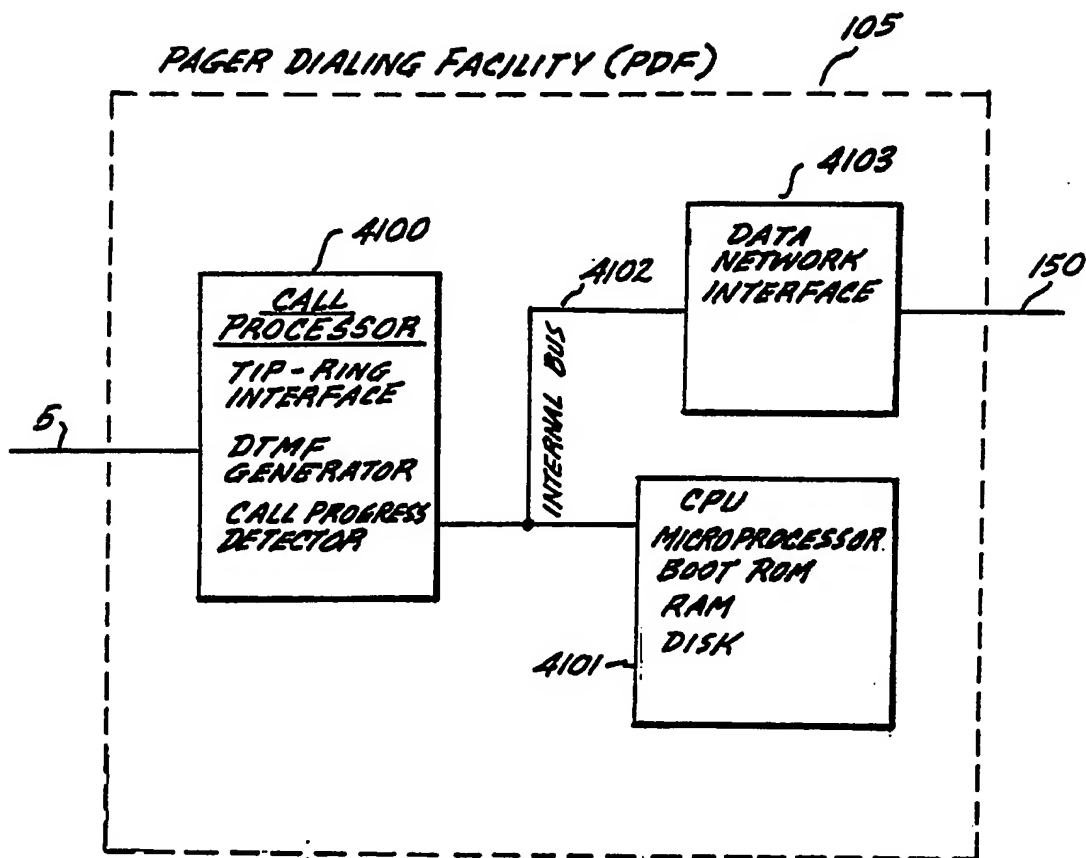 105
PAGER DIALING FACILITY (PDF)
4103
4100
DATA
NETWORK
INTERFACE
4102
150
CALL
PROCESSOR
TIP-RING
INTERFACE
DTMF
GENERATOR
CALL PROGRESS
DETECTOR
5
INTERNAL BUS
CPU
MICROPROCESSOR
BOOT ROM
RAM
DISK
4101